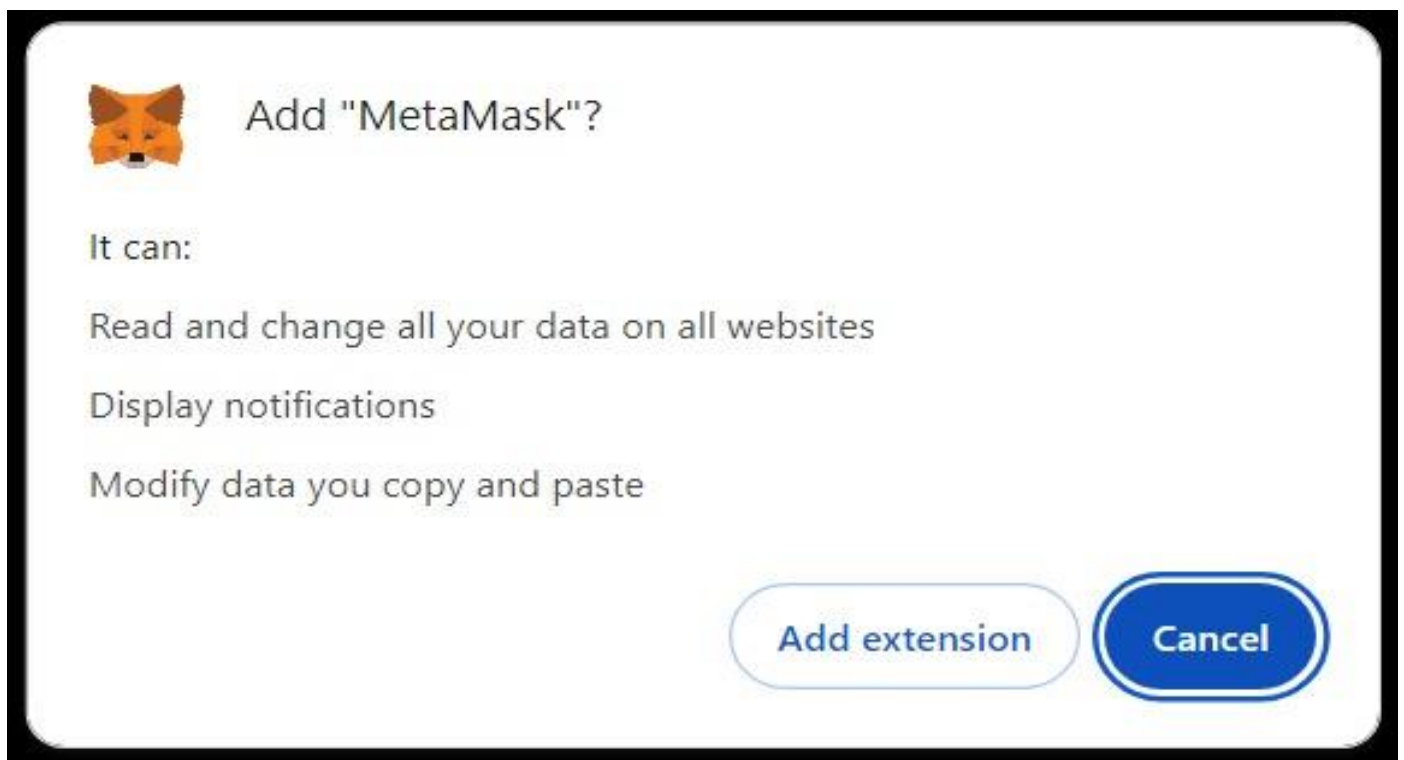 Add "MetaMask"?
It can:
Read and change all your data on all websites
Display notifications
Modify data you copy and paste
Add extension Cancel